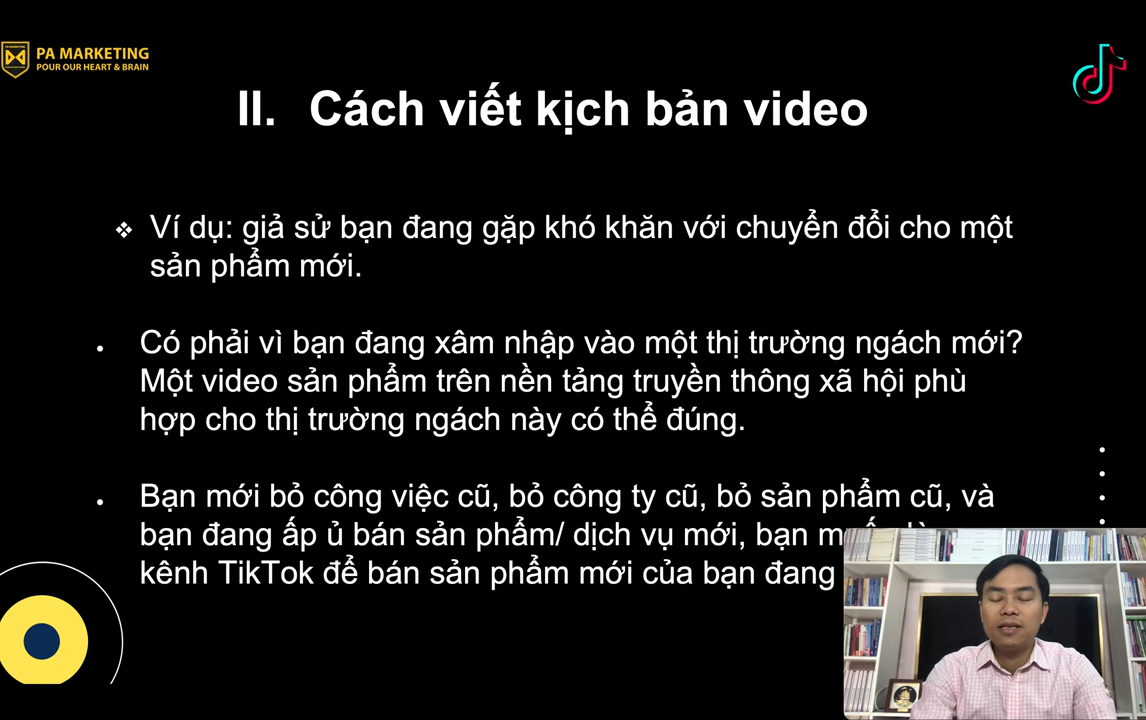 PA MARKETING
POUR OUR HEART & BRAIN
II. Cách viết kịch bản video
Ví dụ: giả sử bạn đang gặp khó khăn với chuyển đổi cho một
sản phẩm mới.
Có phải vì bạn đang xâm nhập vào một thị trường ngách mới?
Một video sản phẩm trên nền tảng truyền thông xã hội phù
hợp cho thị trường ngách này có thể đúng.
Bạn mới bỏ công việc cũ, bỏ công ty cũ, bỏ sản phẩm cũ, và
bạn đang ấp ủ bán sản phẩm/ dịch vụ mới, bạn
kênh TikTok để bán sản phẩm mới của bạn đang